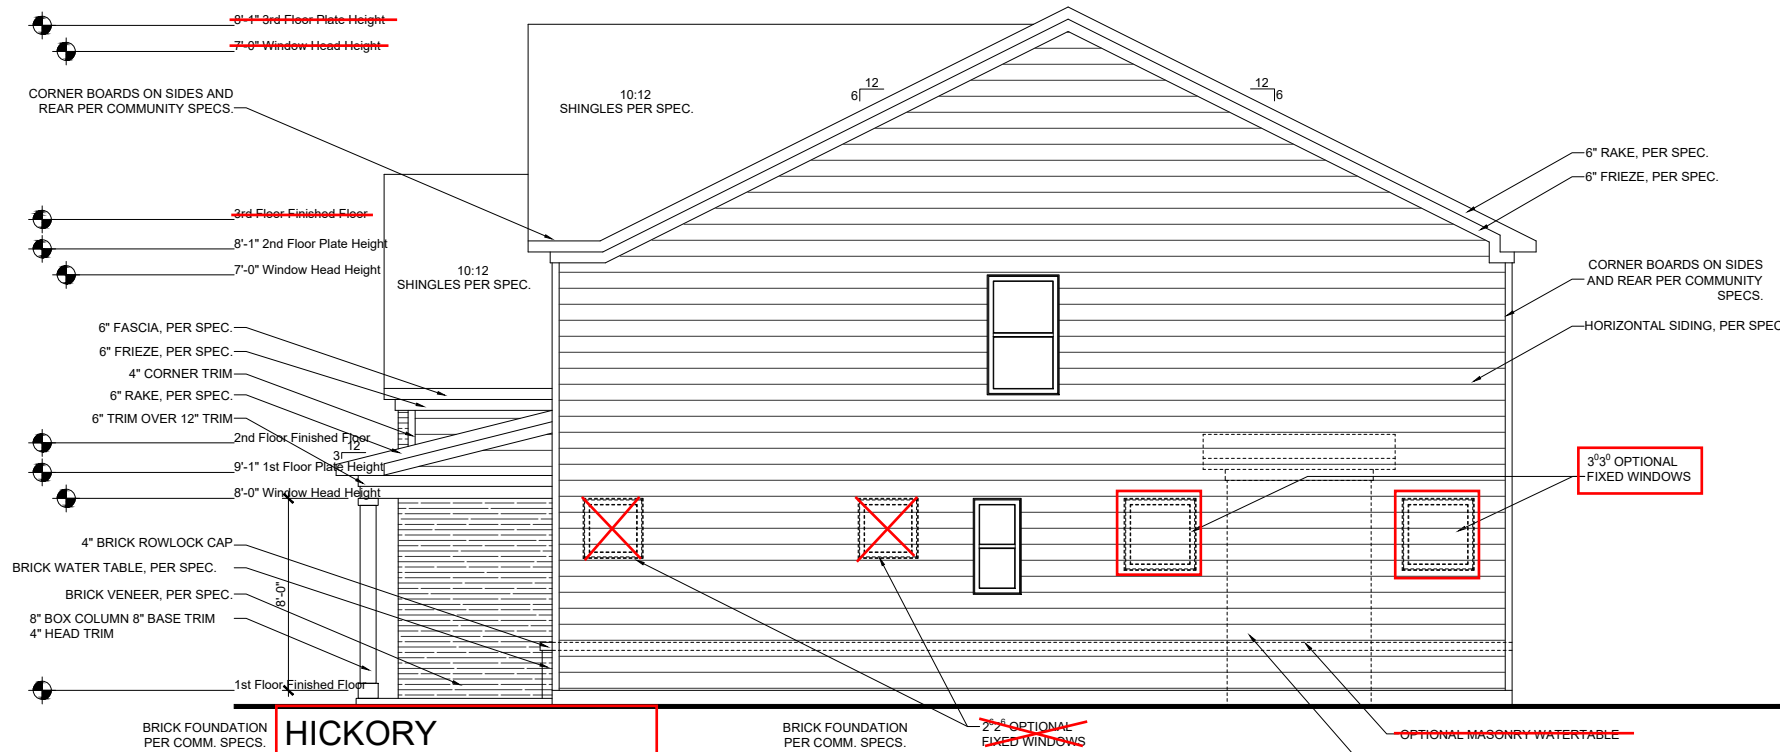 8'-1" 3rd Floor Plate Height
7'-0" Window Head Height
CORNER BOARDS ON SIDES AND
REAR PER COMMUNITY SPECS.
10:12
SHINGLES PER SPEC.
12
6
12
6
6" RAKE, PER SPEC.
6" FRIEZE, PER SPEC.
3rd Floor Finished Floor
8'-1" 2nd Floor Plate Height
7'-0" Window Head Height
10:12
SHINGLES PER SPEC.
CORNER BOARDS ON SIDES
AND REAR PER COMMUNITY
SPECS.
HORIZONTAL SIDING, PER SPEC
6" FASCIA, PER SPEC.
6" FRIEZE, PER SPEC.
4" CORNER TRIM
6" RAKE, PER SPEC.
6" TRIM OVER 12" TRIM
2nd Floor Finished Floor
12
3
9'-1" 1st Floor Plate Height
8'-0" Window Head Height
3⁰3⁰ OPTIONAL
FIXED WINDOWS
4" BRICK ROWLOCK CAP
BRICK WATER TABLE, PER SPEC.
BRICK VENEER, PER SPEC.
8'-0"
8" BOX COLUMN 8" BASE TRIM
4" HEAD TRIM
1st Floor Finished Floor
BRICK FOUNDATION
PER COMM. SPECS.
HICKORY
BRICK FOUNDATION
PER COMM. SPECS.
2⁶2⁶ OPTIONAL
FIXED WINDOWS
OPTIONAL MASONRY WATERTABLE